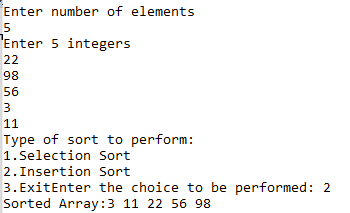 Enter number of elements
5
Enter 5 integers
22
98
56
3
11
Type of sort to perform:
1.Selection Sort
2.Insertion Sort
3.ExitEnter the choice to be performed: 2
Sorted Array:3 11 22 56 98